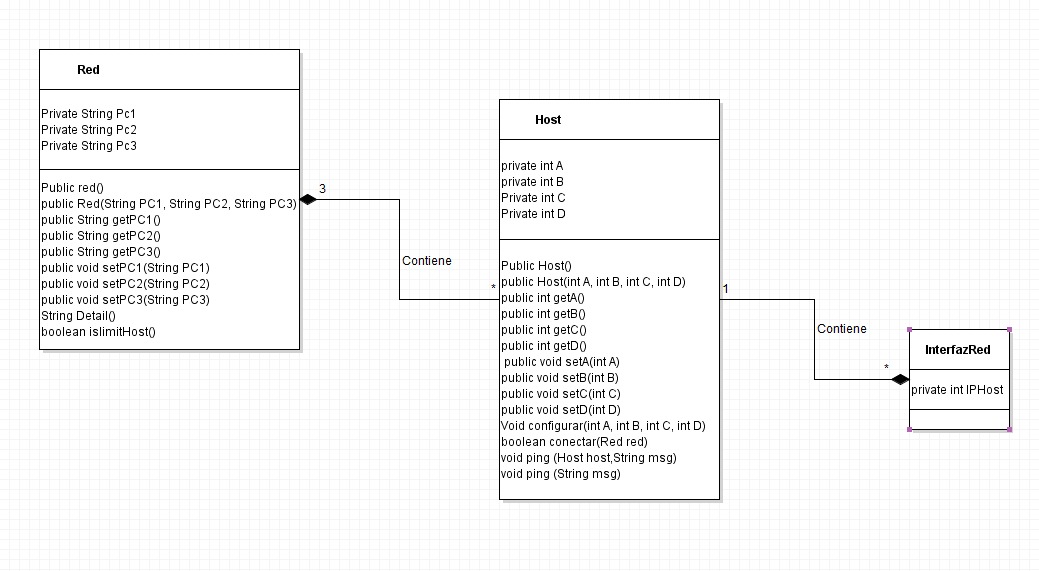 Red
Private String Pc1
Private String Pc2
Private String Pc3
Public red()
public Red(String PC1, String PC2, String PC3)
public String getPC1()
public String getPC2()
public String getPC3()
public void setPC1(String PC1)
public void setPC2(String PC2)
public void setPC3(String PC3)
String Detail()
boolean islimitHost()
3
Contiene
*
Host
private int A
private int B
Private int C
Private int D
Public Host()
public Host(int A, int B, int C, int D)
public int getA()
public int getB()
public int getC()
public int getD()
public void setA(int A)
public void setB(int B)
public void setC(int C)
public void setD(int D)
Void configurar(int A, int B, int C, int D)
boolean conectar(Red red)
void ping (Host host,String msg)
void ping (String msg)
1
Contiene
*
InterfazRed
private int IPHost